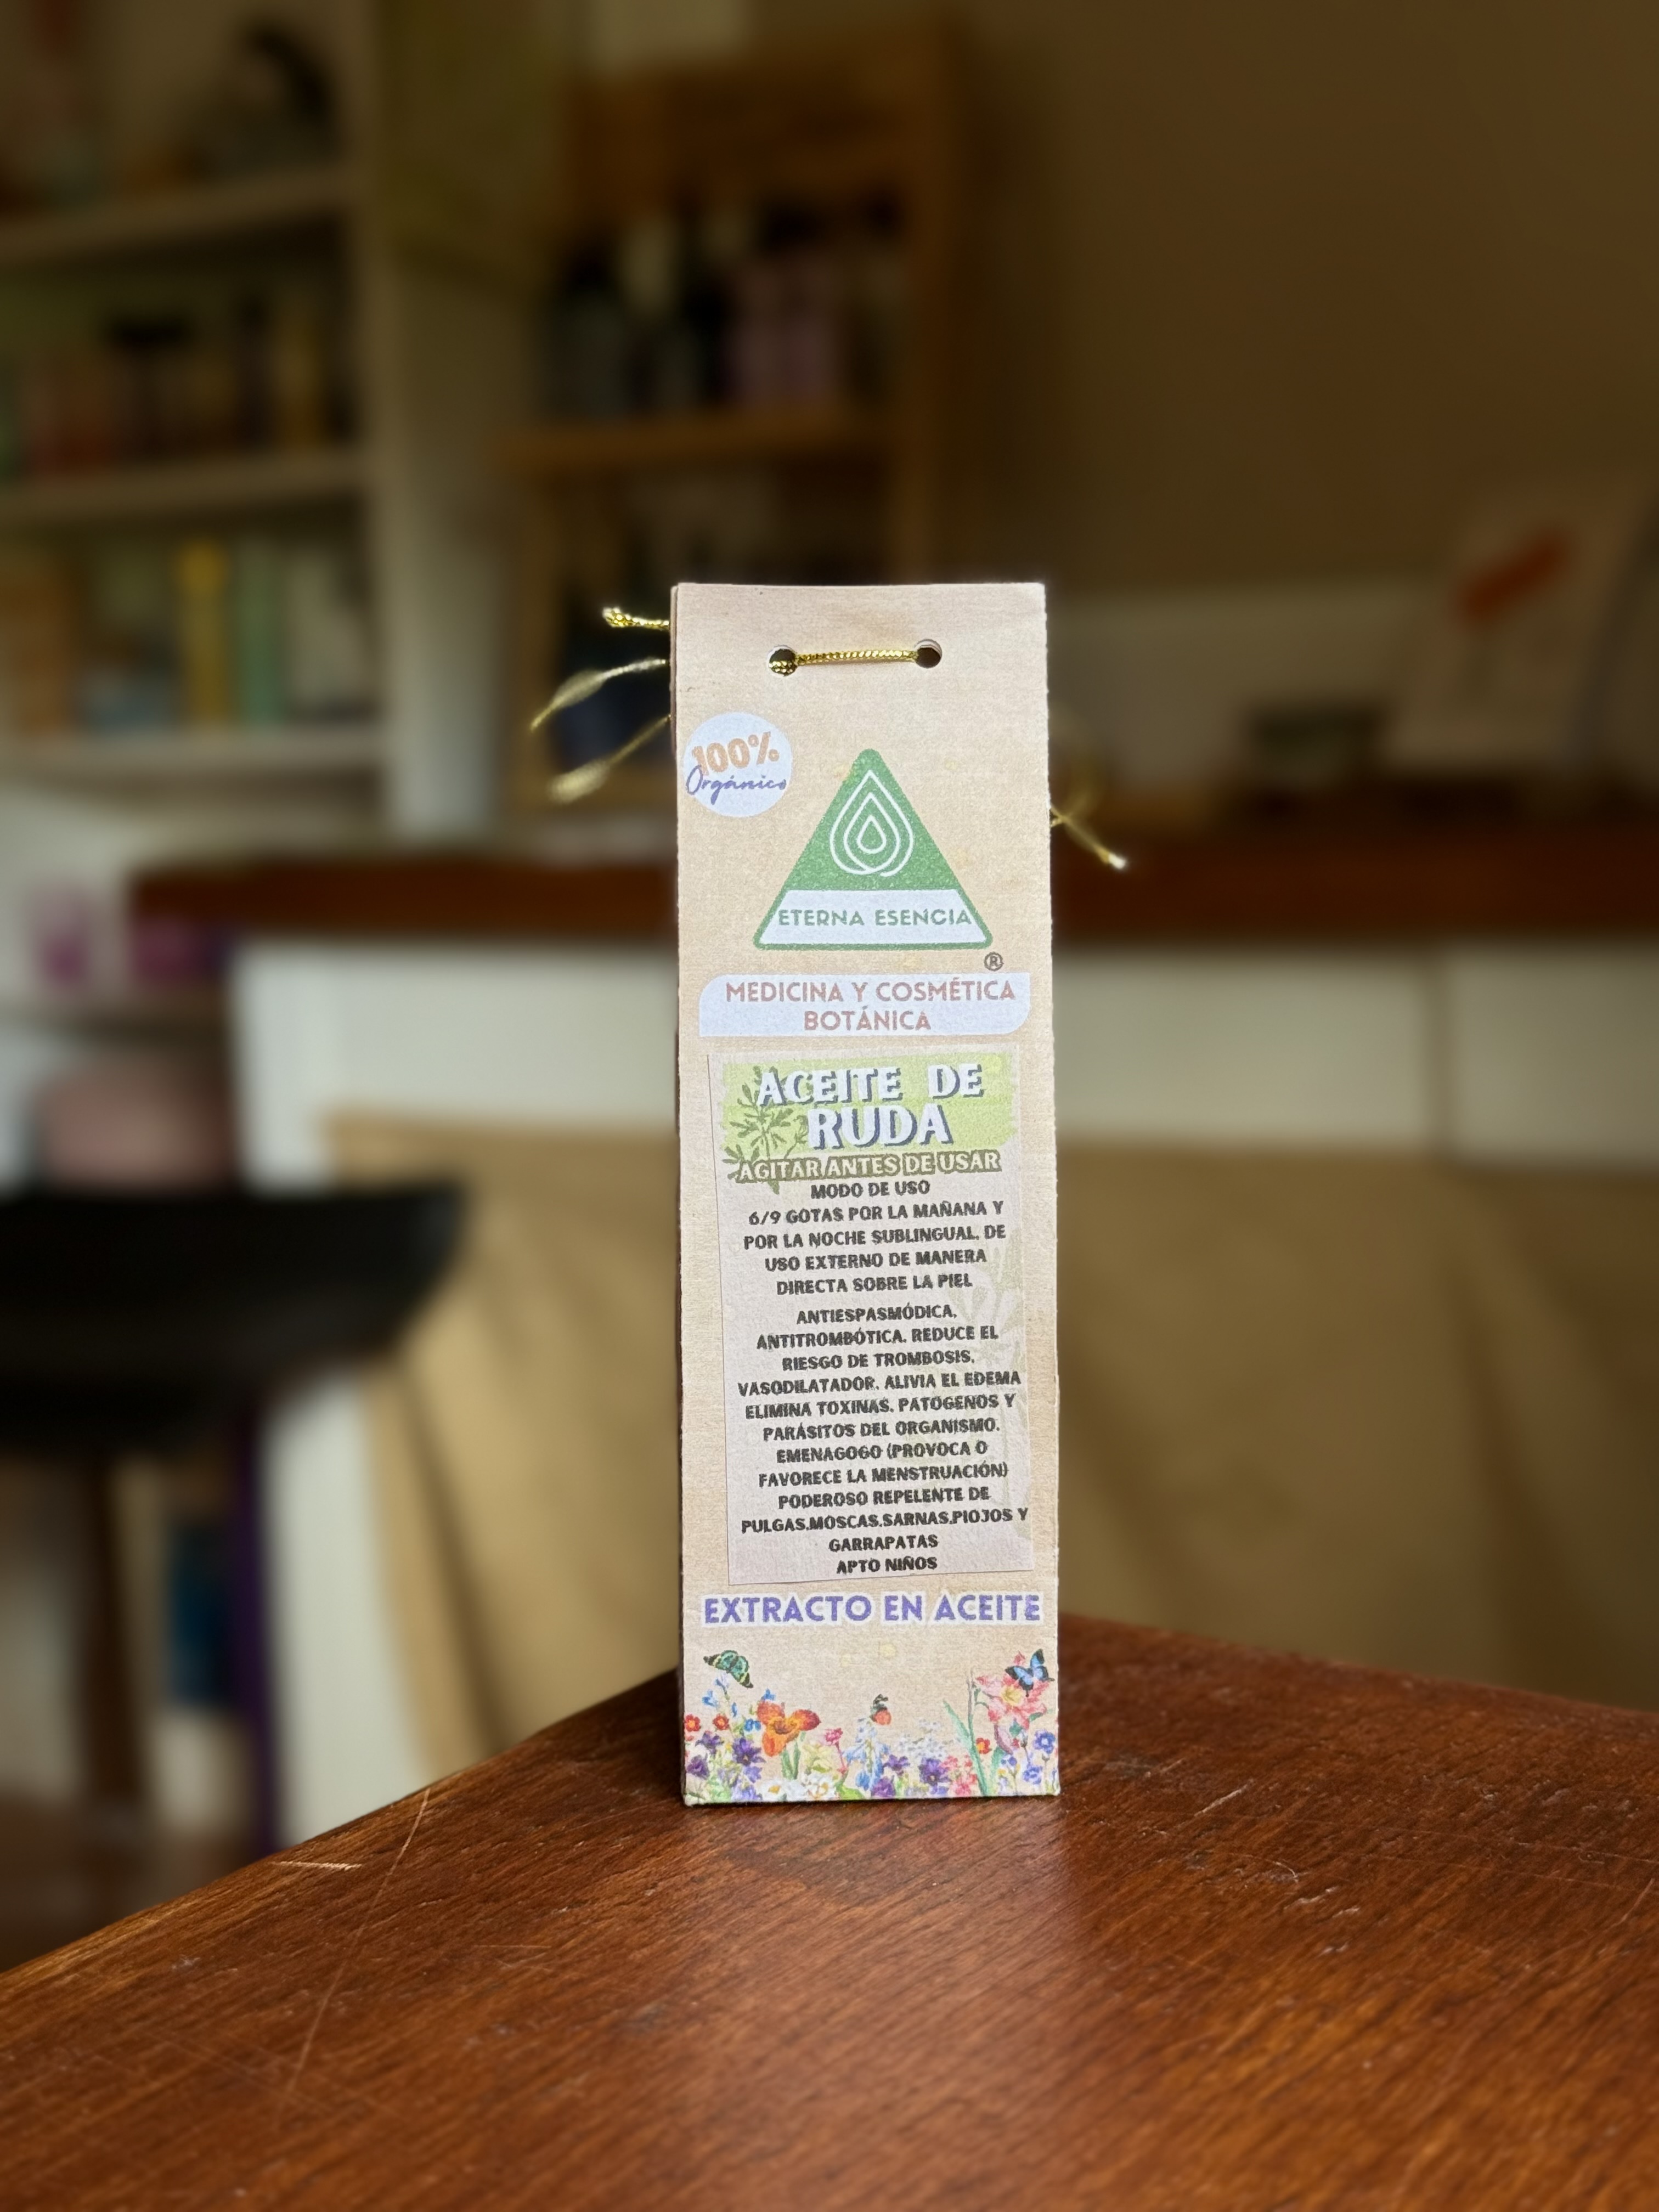 100%
Orgánico
ETERNA ESENCIA
®
MEDICINA Y COSMÉTICA
BOTÁNICA
ACEITE DE
RUDA
AGITAR ANTES DE USAR
MODO DE USO
6/9 GOTAS POR LA MAÑANA Y
POR LA NOCHE SUBLINGUAL, DE
USO EXTERNO DE MANERA
DIRECTA SOBRE LA PIEL
ANTIESPASMÓDICA,
ANTITROMBÓTICA, REDUCE EL
RIESGO DE TROMBOSIS,
VASODILATADOR, ALIVIA EL EDEMA
ELIMINA TOXINAS, PATÓGENOS Y
PARÁSITOS DEL ORGANISMO.
EMENAGOGO (PROVOCA O
FAVORECE LA MENSTRUACIÓN)
PODEROSO REPELENTE DE
PULGAS,MOSCAS,SARNAS,PIOJOS Y
GARRAPATAS
APTO NIÑOS
EXTRACTO EN ACEITE